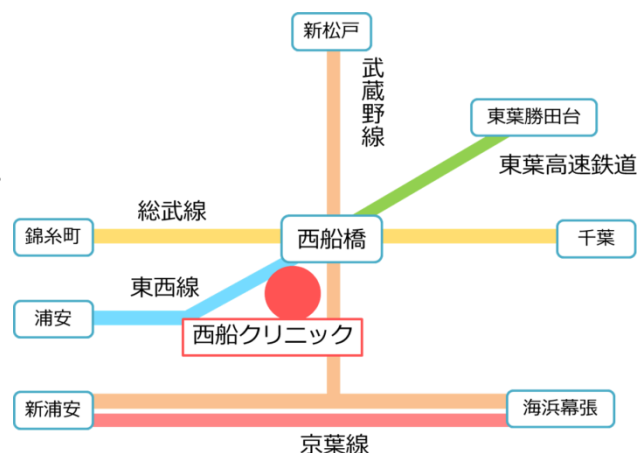 新松戸
武蔵野線
東葉勝田台
東葉高速鉄道
総武線
錦糸町
西船橋
千葉
東西線
浦安
西船クリニック
新浦安
海浜幕張
京葉線